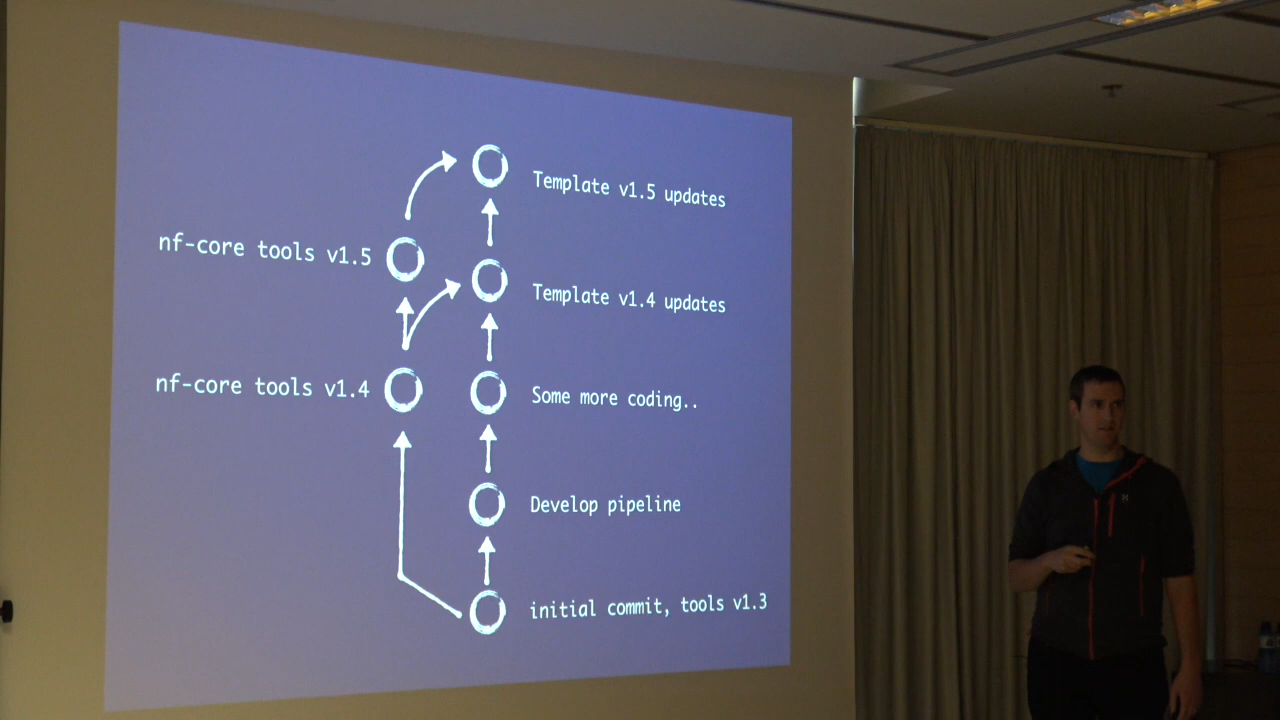 Template v1.5 updates
nf-core tools v1.5
Template v1.4 updates
nf-core tools v1.4
Some more coding..
Develop pipeline
initial commit, tools v1.3